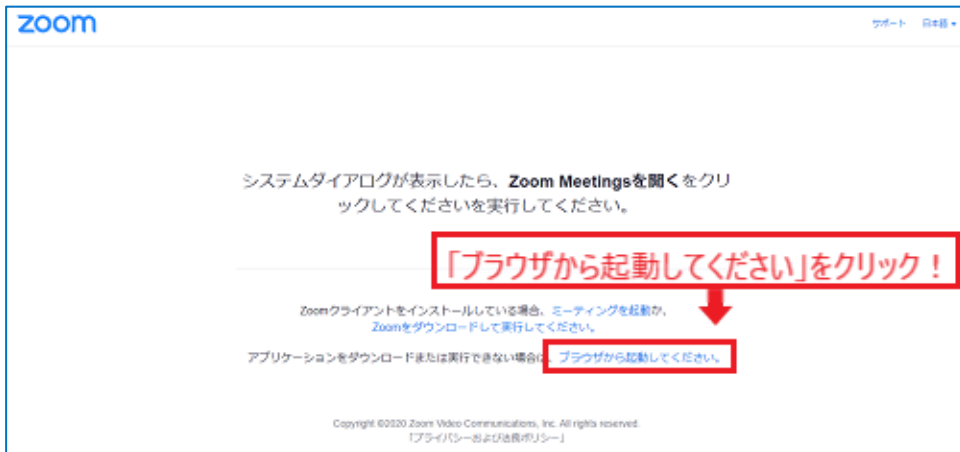 zoom
サポート 日本語
システムダイアログが表示したら、Zoom Meetingsを開くをクリ
ックしてくださいを実行してください。
「ブラウザから起動してください」をクリック！
Zoomクライアントをインストールしている場合、ミーティングを起動か、
Zoomをダウンロードして実行してください。
アプリケーションをダウンロードまたは実行できない場合は、ブラウザから起動してください。
Copyright ©2020 Zoom Video Communications, Inc. All rights reserved.
「プライバシーおよび法務ポリシー」